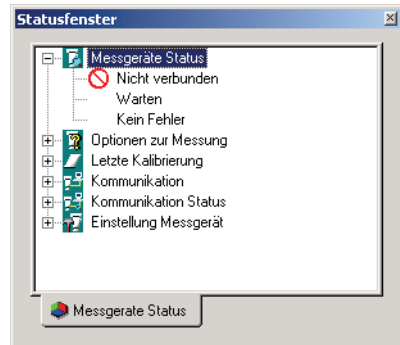 Statusfenster
Messgeräte Status
Nicht verbunden
Warten
Kein Fehler
Optionen zur Messung
Letzte Kalibrierung
Kommunikation
Kommunikation Status
Einstellung Messgerät
Messgerate Status